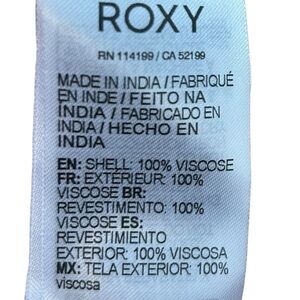 ROXY
RN 114199 / CA 52199
MADE IN INDIA / FABRIQUÉ
EN INDE / FEITO NA
ÍNDIA / FABRICADO EN
INDIA / HECHO EN
INDIA
EN: SHELL: 100% VISCOSE
FR: EXTÉRIEUR: 100%
VISCOSE BR:
REVESTIMENTO: 100%
VISCOSE ES:
REVESTIMIENTO
EXTERIOR: 100% VISCOSA
MX: TELA EXTERIOR: 100%
Viscosa